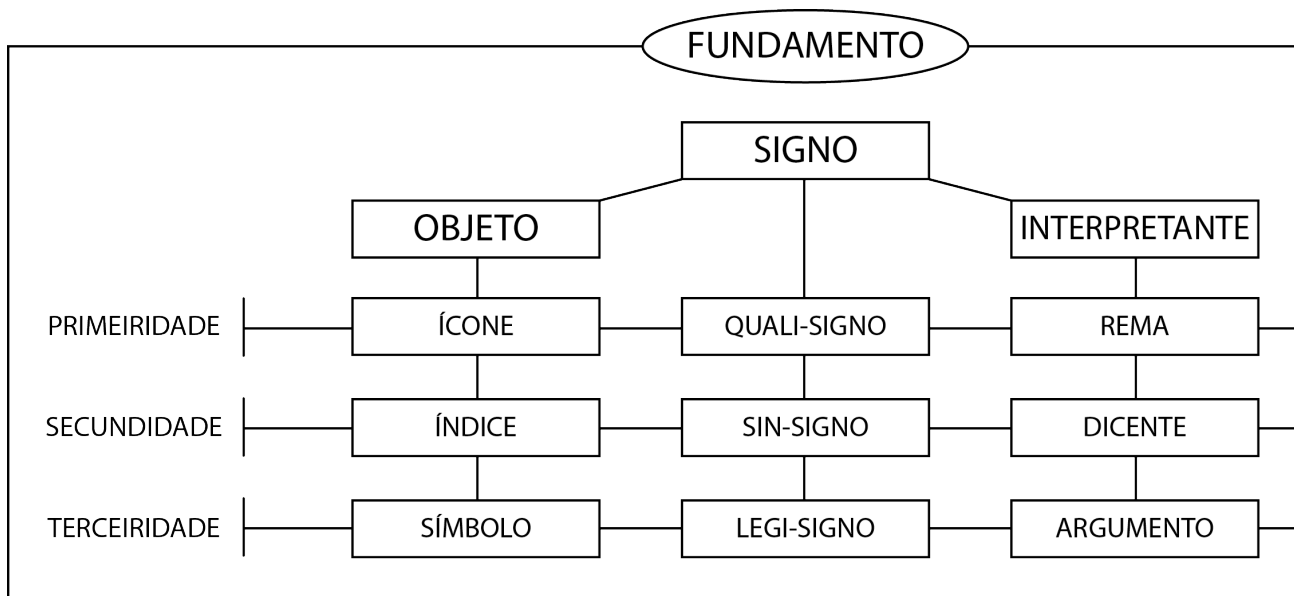 FUNDAMENTO
SIGNO
OBJETO
INTERPRETANTE
PRIMEIRIDADE
ÍCONE
QUALI-SIGNO
REMA
SECUNDIDADE
ÍNDICE
SIN-SIGNO
DICENTE
TERCEIRIDADE
SÍMBOLO
LEGI-SIGNO
ARGUMENTO